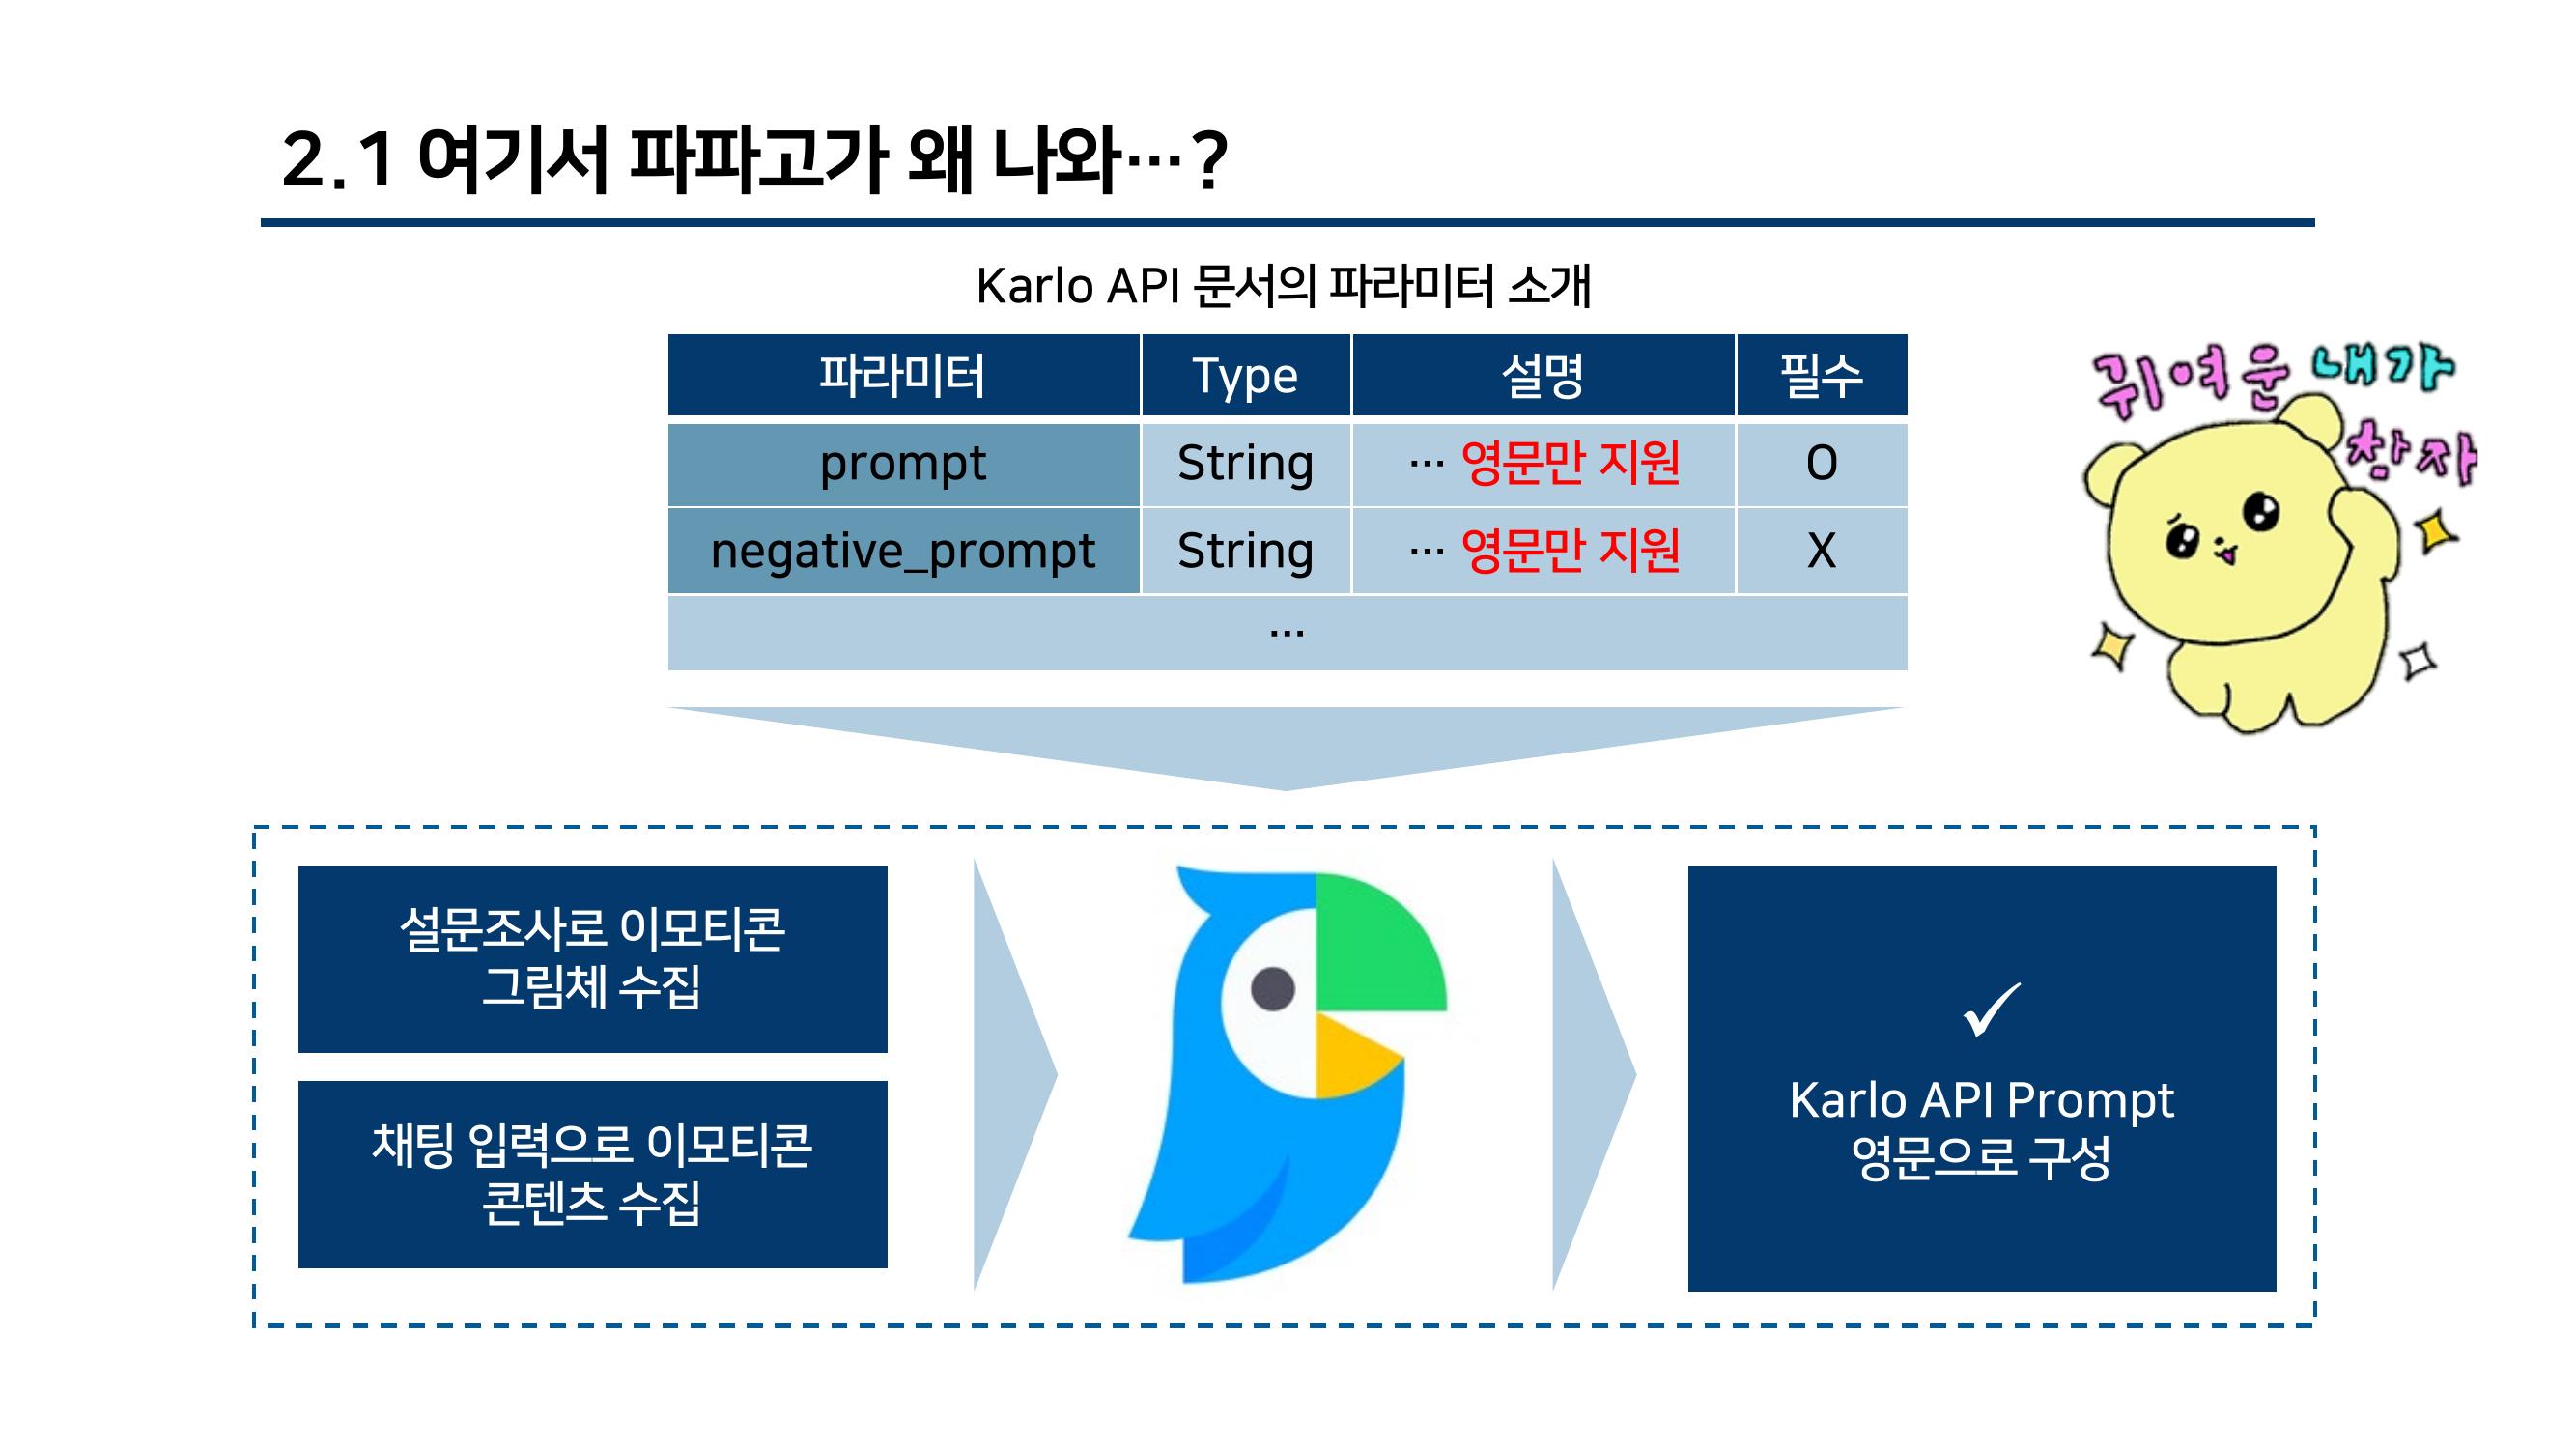 2.1 여기서 파파고가 왜 나와…?
Karlo API 문서의 파라미터 소개
파라미터 Type 설명 필수
prompt String … 영문만 지원 O
negative_prompt String … 영문만 지원 X
…
귀여운 내가
참자
설문조사로 이모티콘
그림체 수집
채팅 입력으로 이모티콘
콘텐츠 수집
✓
Karlo API Prompt
영문으로 구성